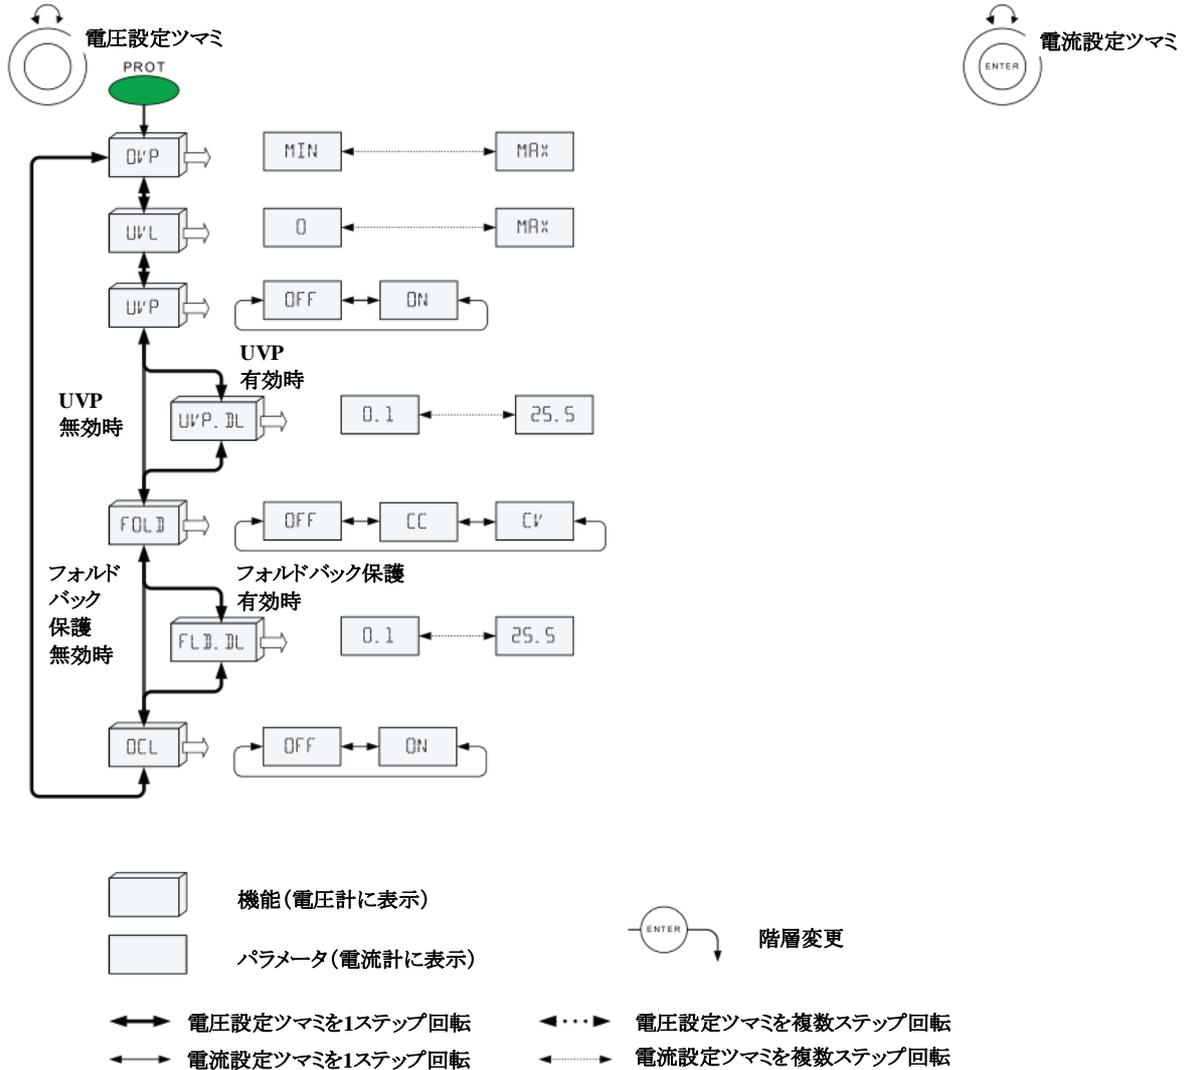 電圧設定ツマミ
ENTER
電流設定ツマミ
PROT
OVP
MIN
MAX
UVL
0
MAX
UVP
OFF
ON
UVP
有効時
UVP
無効時
UVP.DL
0.1
25.5
FOLD
OFF
CC
CV
フォルド
バック
保護
無効時
フォルドバック保護
有効時
FLD.DL
0.1
25.5
OCL
OFF
ON
機能(電圧計に表示)
ENTER
階層変更
パラメータ(電流計に表示)
電圧設定ツマミを1ステップ回転
電圧設定ツマミを複数ステップ回転
電流設定ツマミを1ステップ回転
電流設定ツマミを複数ステップ回転